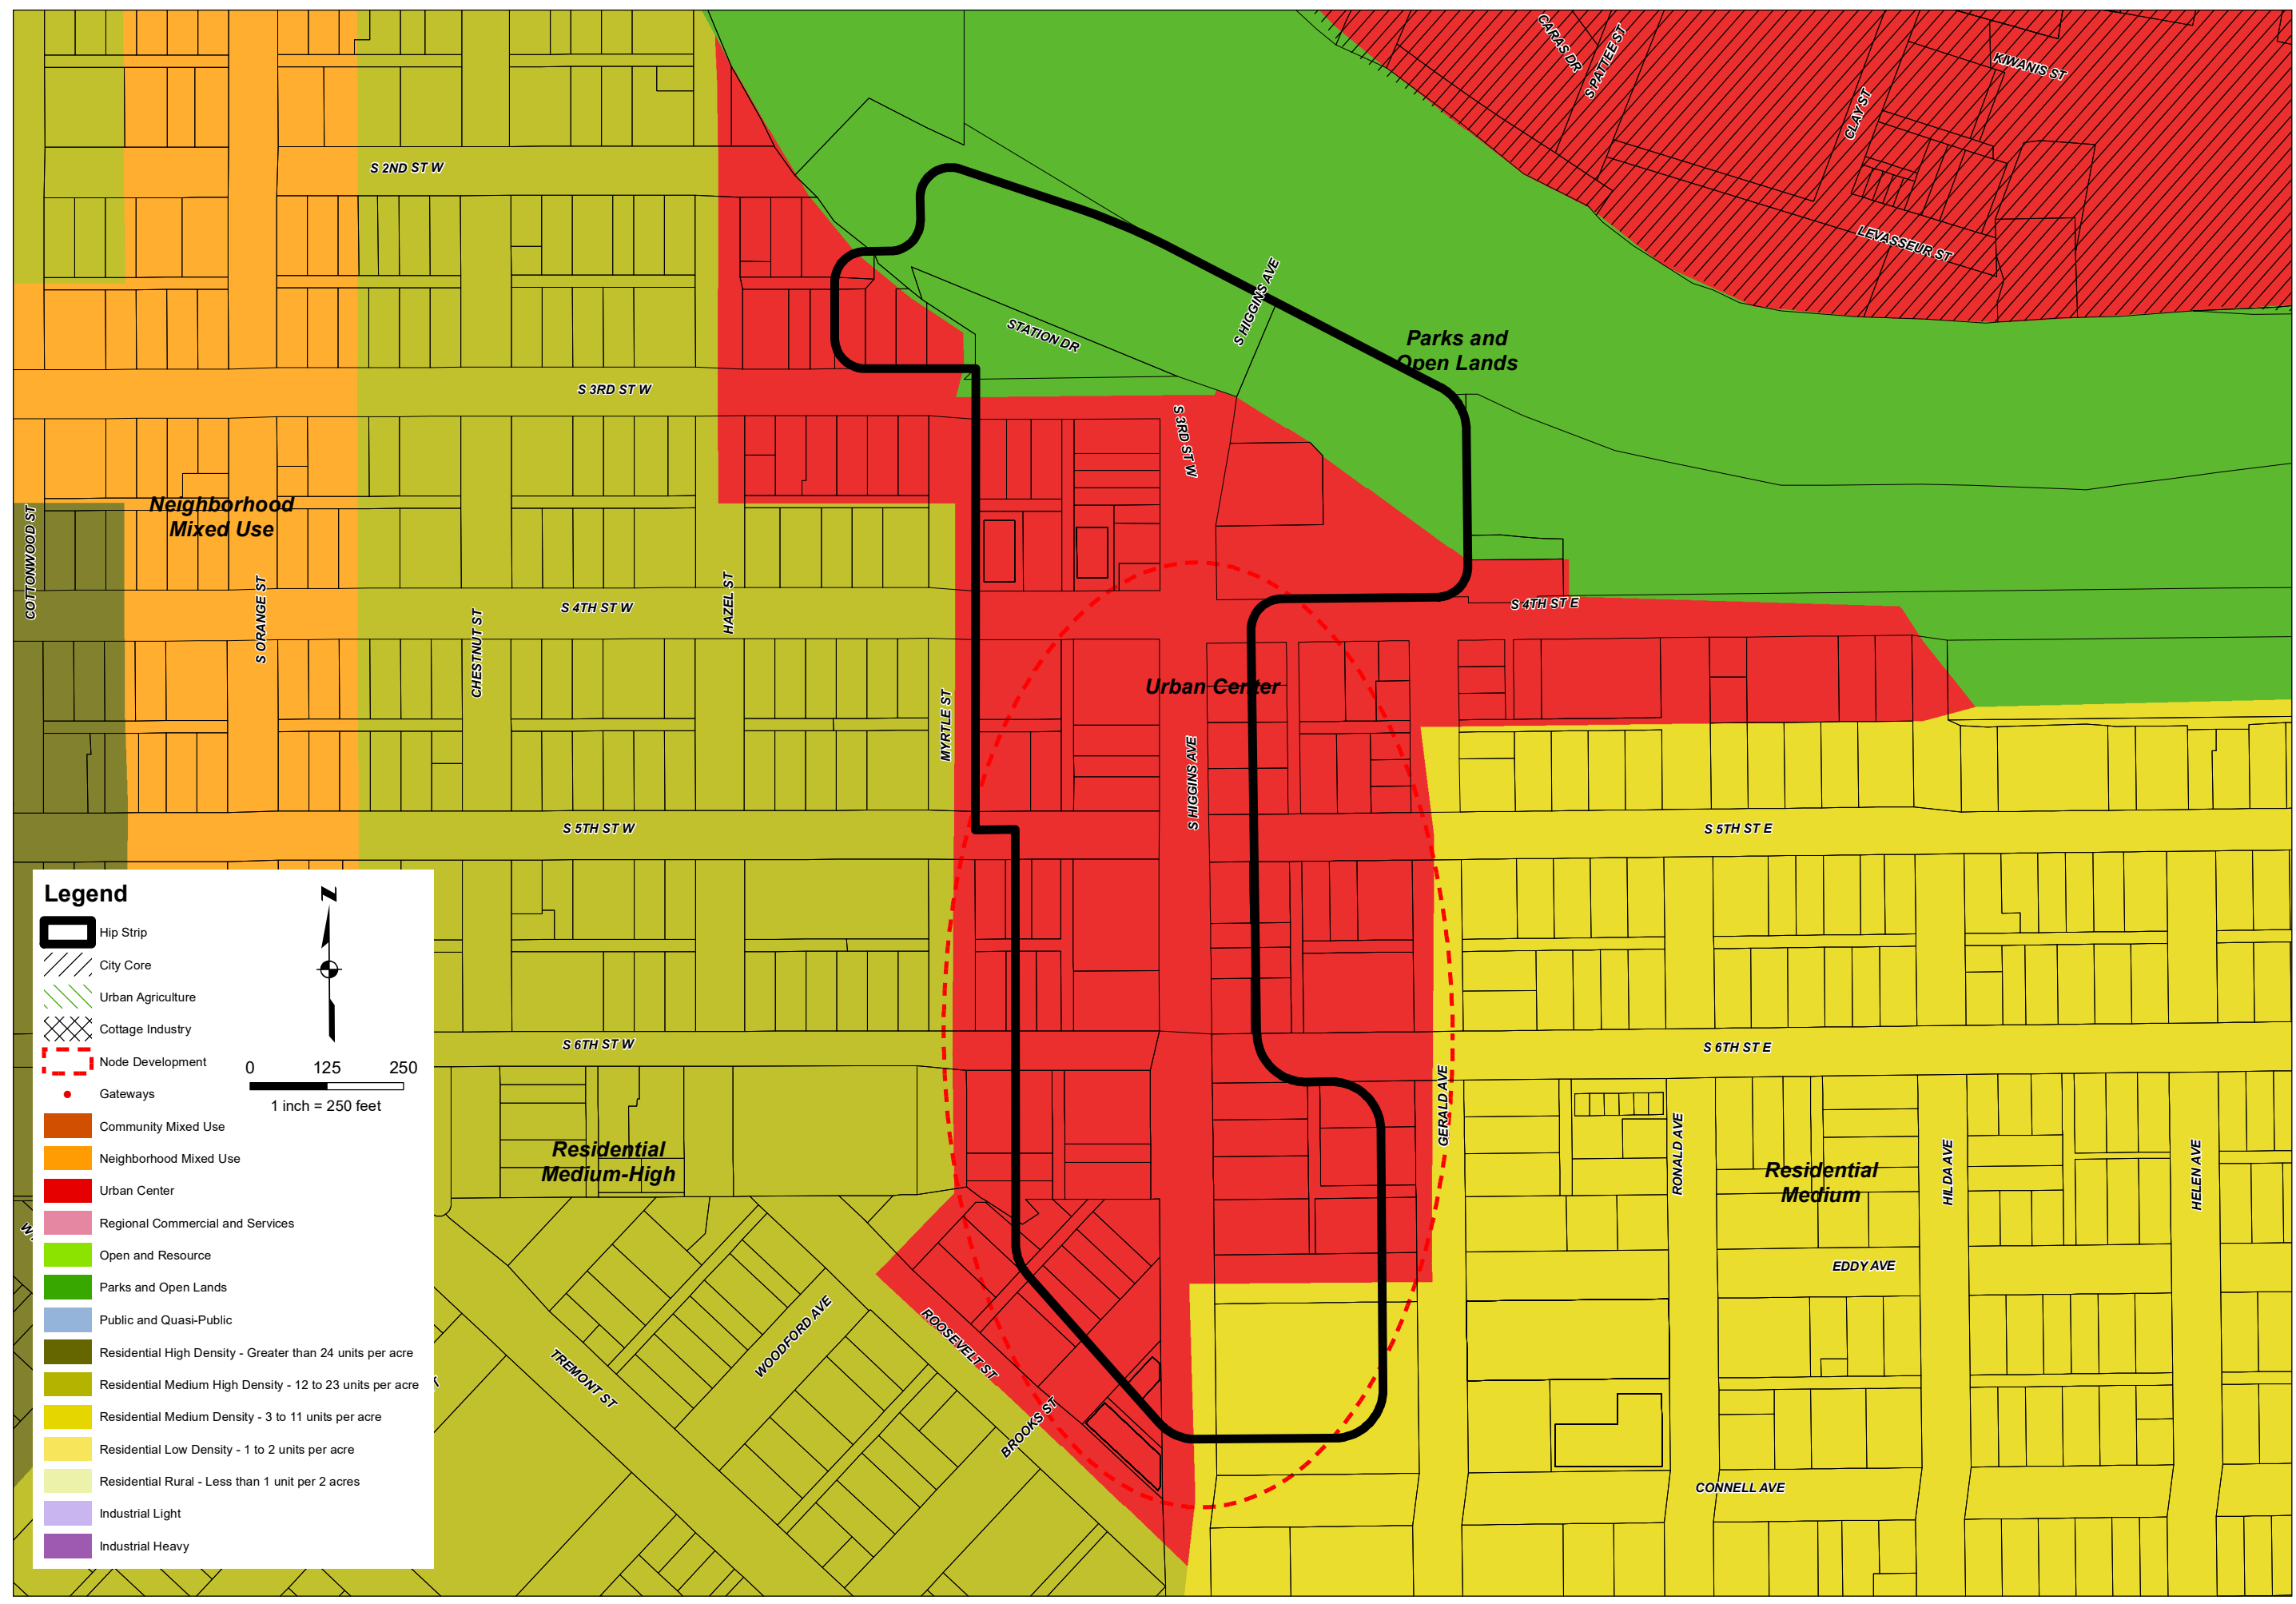 CARAS DR
S PATTEE ST
KIWANIS ST
CLAY ST
LEVASSEUR ST
S 2ND ST W
S HIGGINS AVE
STATION DR
Parks and
Open Lands
S 3RD ST W
S 3RD ST W
Neighborhood
Mixed Use
COTTONWOOD ST
S ORANGE ST
CHESTNUT ST
S 4TH ST W
HAZEL ST
S 4TH ST E
MYRTLE ST
Urban Center
S HIGGINS AVE
S 5TH ST W
S 5TH ST E
S 6TH ST W
S 6TH ST E
GERALD AVE
RONALD AVE
HILDA AVE
HELEN AVE
Residential
Medium-High
Residential
Medium
EDDY AVE
ROOSEVELT ST
WOODFORD AVE
TREMONT ST
BROOKS ST
CONNELL AVE
Legend
N
Hip Strip
City Core
Urban Agriculture
Cottage Industry
Node Development
Gateways
0 125 250
1 inch = 250 feet
Community Mixed Use
Neighborhood Mixed Use
Urban Center
Regional Commercial and Services
Open and Resource
Parks and Open Lands
Public and Quasi-Public
Residential High Density - Greater than 24 units per acre
Residential Medium High Density - 12 to 23 units per acre
Residential Medium Density - 3 to 11 units per acre
Residential Low Density - 1 to 2 units per acre
Residential Rural - Less than 1 unit per 2 acres
Industrial Light
Industrial Heavy